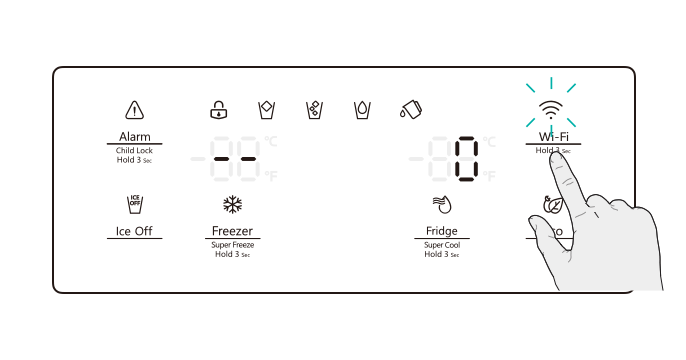 Alarm
Child Lock
Hold 3 Sec
-- °C
°F
0 °C
°F
Wi-Fi
Hold 3 Sec
ICE OFF
Ice Off
Freezer
Super Freeze
Hold 3 Sec
Fridge
Super Cool
Hold 3 Sec